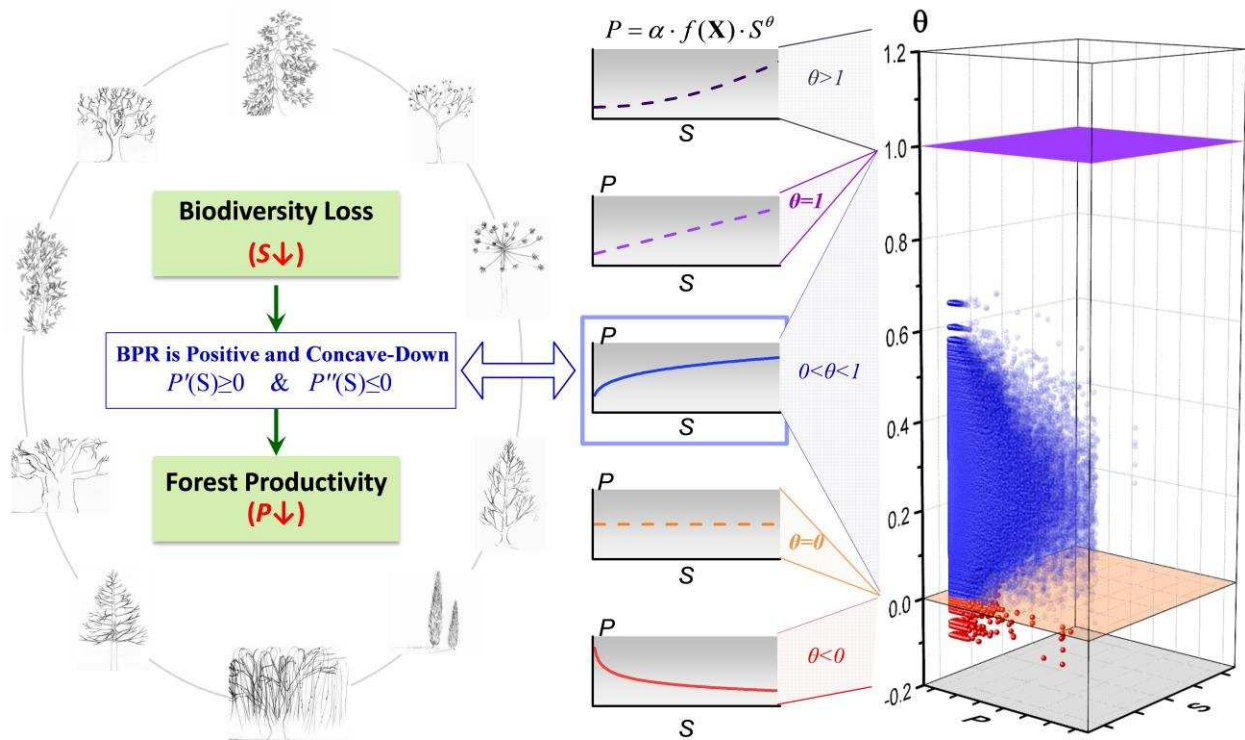 Biodiversity Loss
(S↓)
BPR is Positive and Concave-Down
P'(S)≥0 & P''(S)≤0
Forest Productivity
(P↓)
P = α · f(X) · S^θ
S
θ>1
P
S
θ=1
P
S
0<θ<1
P
S
θ=0
P
S
θ<0
θ
1.2
1.0
0.8
0.6
0.4
0.2
0.0
-0.2
P
S